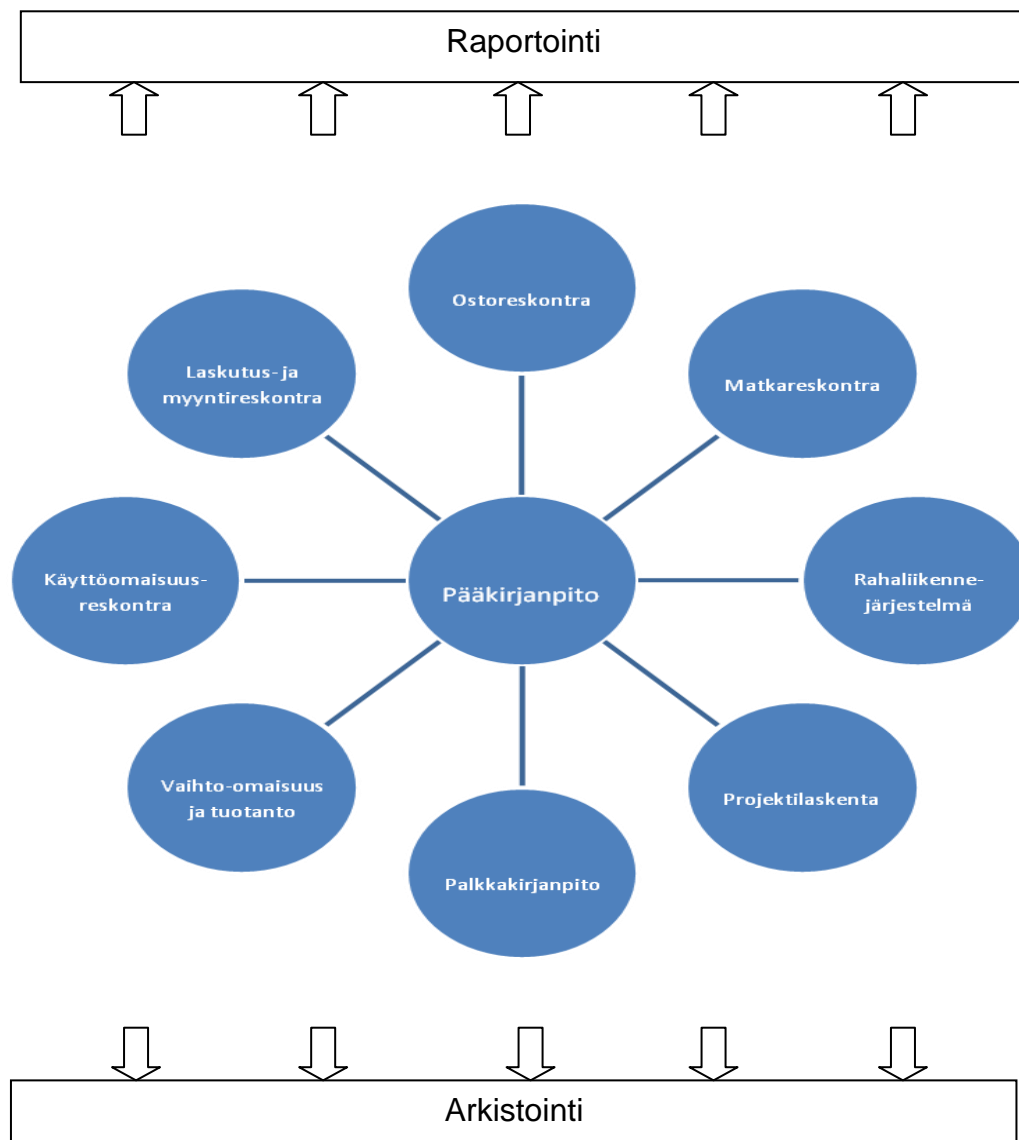 Raportointi
Ostoreskontra
Laskutus- ja
myyntireskontra
Matkareskontra
Käyttöomaisuus-
reskontra
Pääkirjanpito
Rahaliikenne-
järjestelmä
Vaihto-omaisuus
ja tuotanto
Projektilaskenta
Palkkakirjanpito
Arkistointi